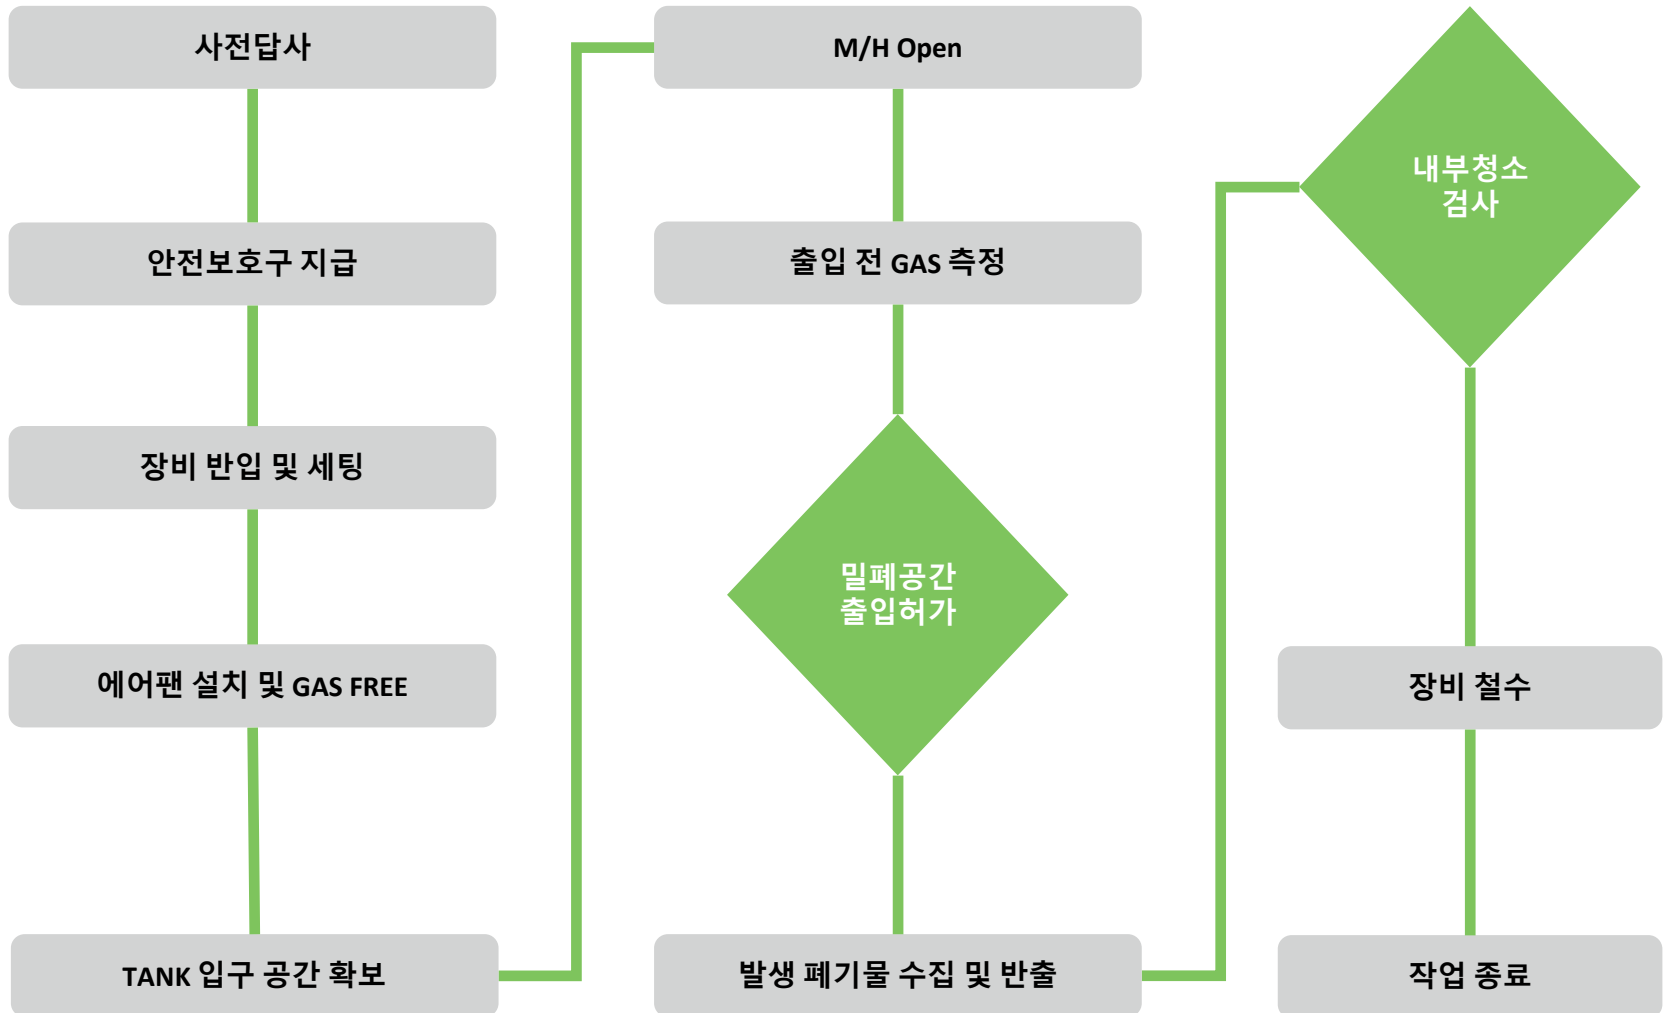 사전답사
안전보호구 지급
장비 반입 및 세팅
에어팬 설치 및 GAS FREE
TANK 입구 공간 확보
M/H Open
출입 전 GAS 측정
밀폐공간
출입허가
발생 폐기물 수집 및 반출
내부청소
검사
장비 철수
작업 종료